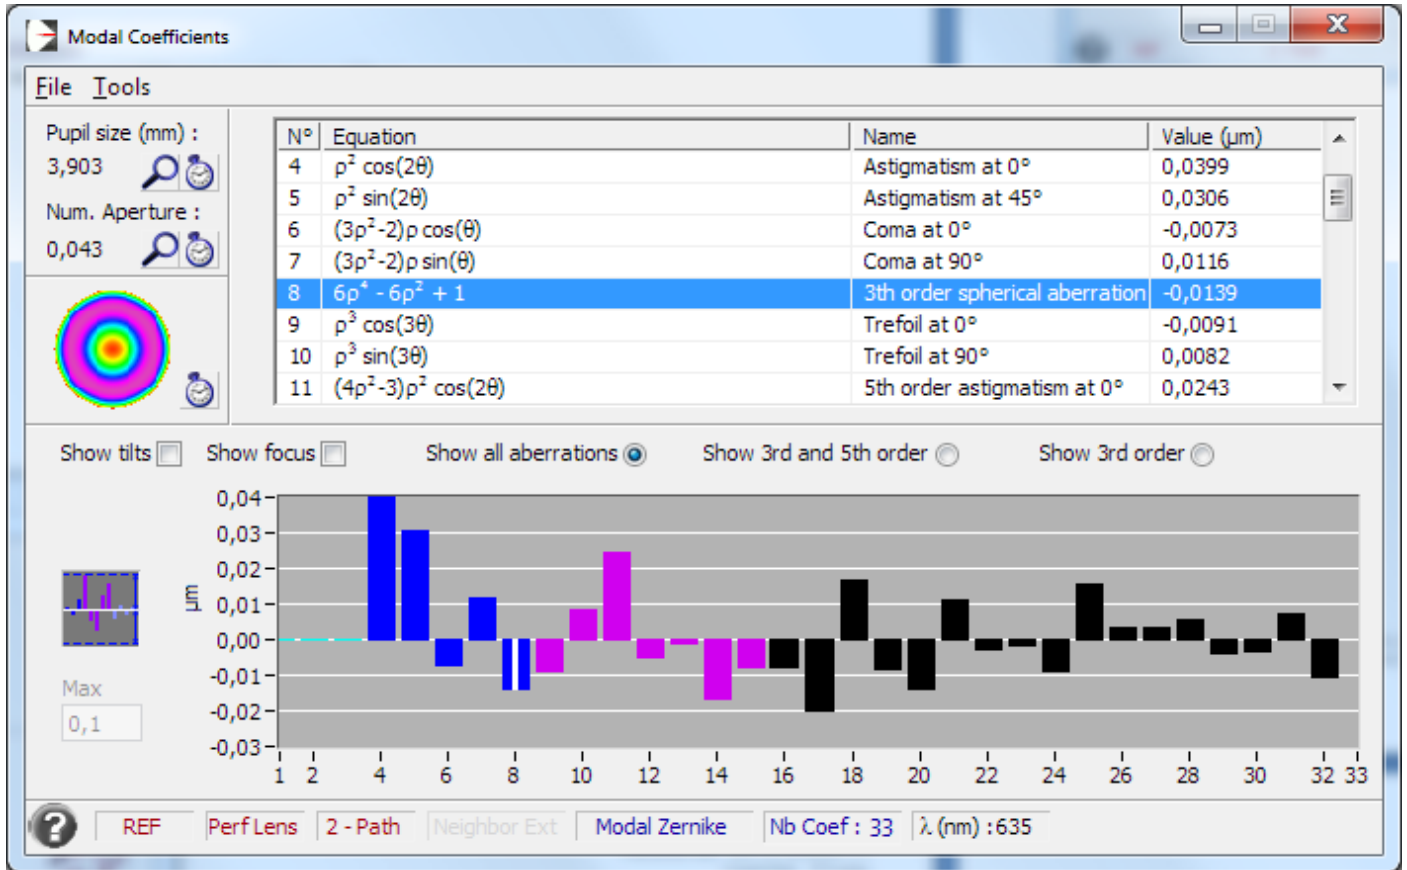 Modal Coefficients
File Tools
Pupil size (mm) :
3,903
Num. Aperture :
0,043
N° Equation Name Value (µm)
4 ρ² cos(2θ) Astigmatism at 0° 0,0399
5 ρ² sin(2θ) Astigmatism at 45° 0,0306
6 (3ρ²-2)ρ cos(θ) Coma at 0° -0,0073
7 (3ρ²-2)ρ sin(θ) Coma at 90° 0,0116
8 6ρ⁴ - 6ρ² + 1 3th order spherical aberration -0,0139
9 ρ³ cos(3θ) Trefoil at 0° -0,0091
10 ρ³ sin(3θ) Trefoil at 90° 0,0082
11 (4ρ²-3)ρ² cos(2θ) 5th order astigmatism at 0° 0,0243
Show tilts Show focus Show all aberrations Show 3rd and 5th order Show 3rd order
0,04
0,03
0,02
0,01
0,00
-0,01
-0,02
-0,03
µm
Max
0,1
1 2 4 6 8 10 12 14 16 18 20 22 24 26 28 30 32 33
? REF Perf Lens 2 - Path Neighbor Ext Modal Zernike Nb Coef : 33 λ (nm) :635